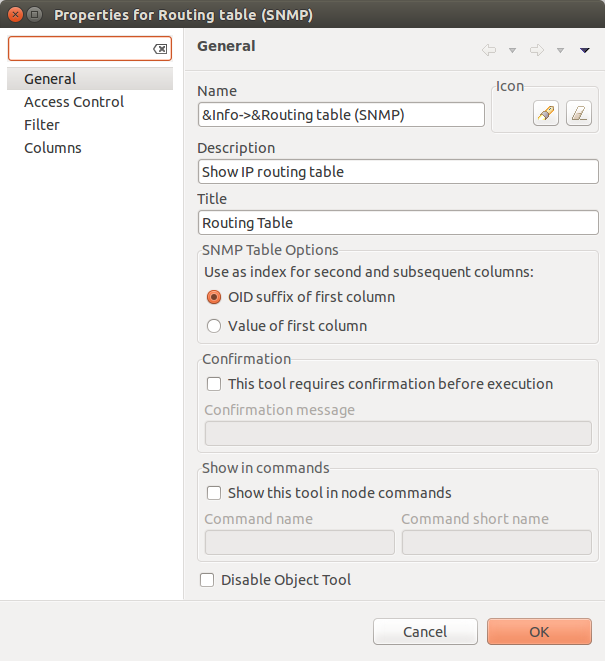 Properties for Routing table (SNMP)
General
Access Control
Filter
Columns
General
Name
Icon
&Info->&Routing table (SNMP)
Description
Show IP routing table
Title
Routing Table
SNMP Table Options
Use as index for second and subsequent columns:
OID suffix of first column
Value of first column
Confirmation
This tool requires confirmation before execution
Confirmation message
Show in commands
Show this tool in node commands
Command name Command short name
Disable Object Tool
Cancel OK